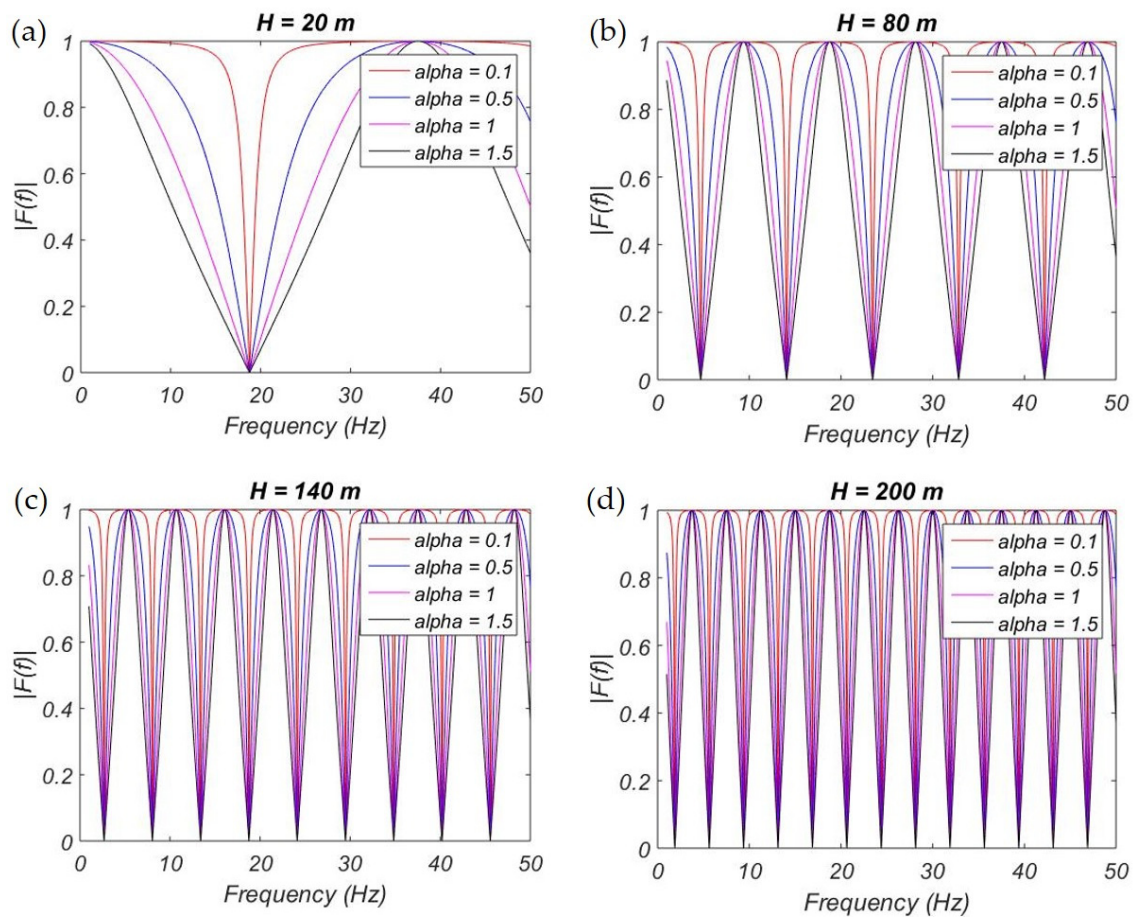 (a)
H = 20 m
1
0.8
0.6
0.4
0.2
0
|F(f)|
alpha = 0.1
alpha = 0.5
alpha = 1
alpha = 1.5
0 10 20 30 40 50
Frequency (Hz)
(b)
H = 80 m
1
0.8
0.6
0.4
0.2
0
|F(f)|
alpha = 0.1
alpha = 0.5
alpha = 1
alpha = 1.5
0 10 20 30 40 50
Frequency (Hz)
(c)
H = 140 m
1
0.8
0.6
0.4
0.2
0
|F(f)|
alpha = 0.1
alpha = 0.5
alpha = 1
alpha = 1.5
0 10 20 30 40 50
Frequency (Hz)
(d)
H = 200 m
1
0.8
0.6
0.4
0.2
0
|F(f)|
alpha = 0.1
alpha = 0.5
alpha = 1
alpha = 1.5
0 10 20 30 40 50
Frequency (Hz)